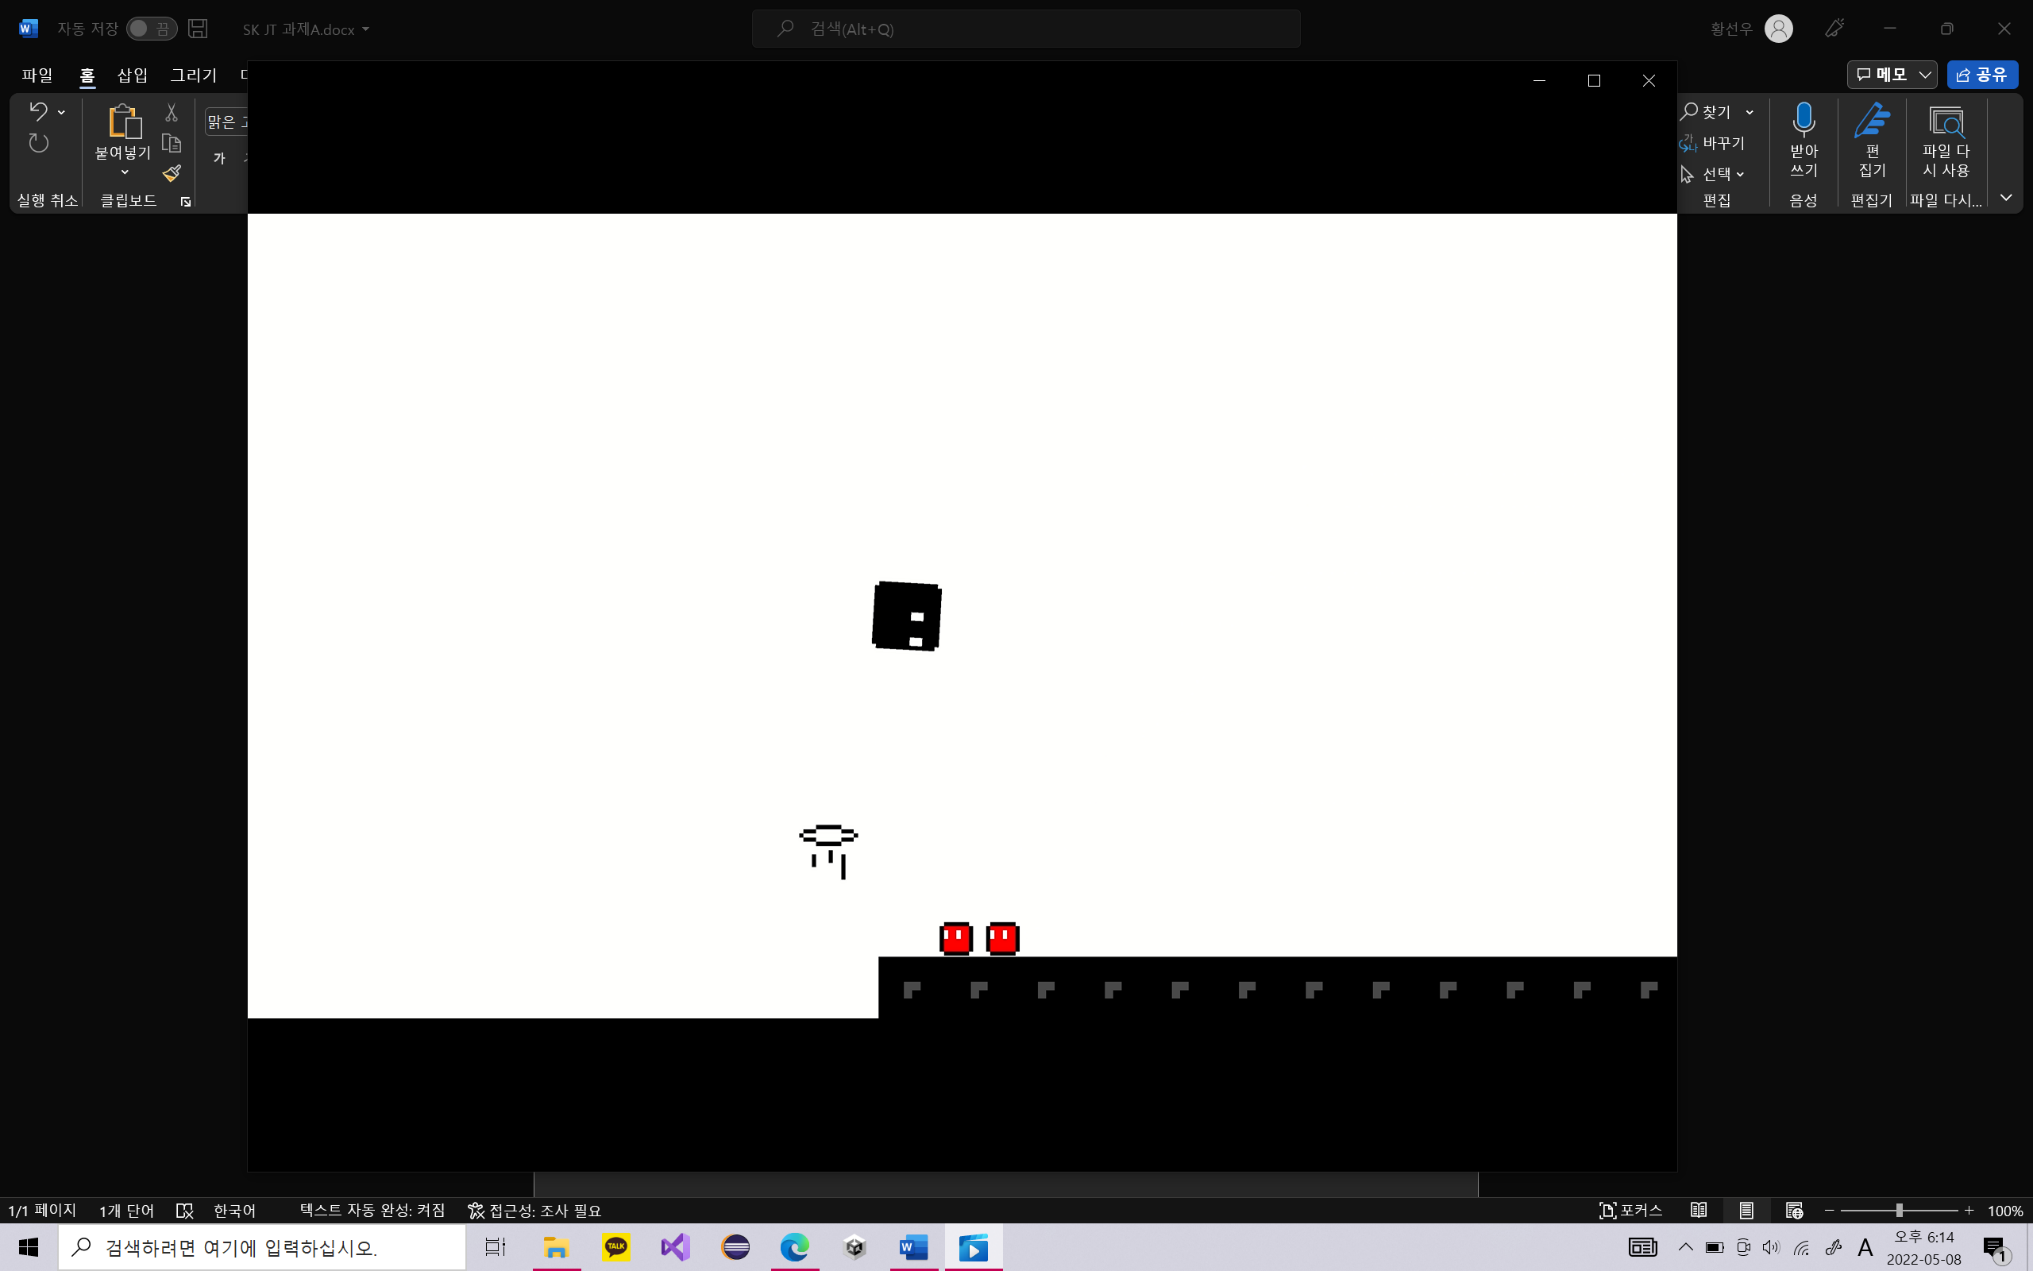 자동 저장 끔 SK JT 과제A.docx 검색(Alt+Q) 황선우
파일 홈 삽입 그리기 메모 공유
붙여넣기
맑은 고
가
찾기
바꾸기
선택
받아
쓰기
편
집기
파일 다
시 사용
실행 취소 클립보드 편집 음성 편집기 파일 다시...
1/1 페이지 1개 단어 한국어 텍스트 자동 완성: 켜짐 접근성: 조사 필요 포커스 100%
검색하려면 여기에 입력하십시오.
TALK
A
오후 6:14
2022-05-08
1